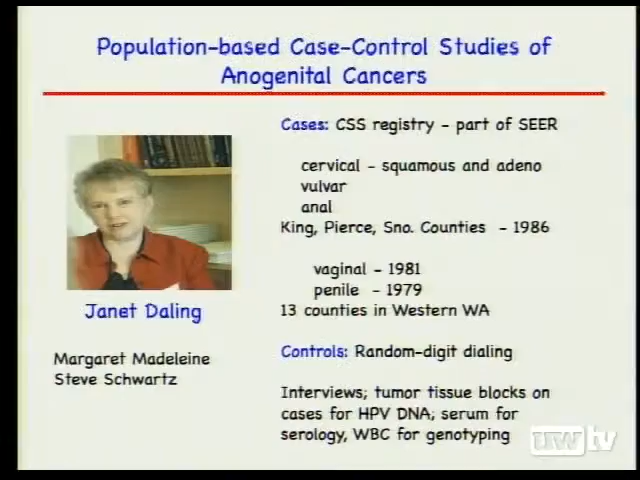 Population-based Case-Control Studies of
Anogenital Cancers
Cases: CSS registry - part of SEER
cervical - squamous and adeno
vulvar
anal
King, Pierce, Sno. Counties - 1986
vaginal - 1981
penile - 1979
13 counties in Western WA
Janet Daling
Margaret Madeleine
Steve Schwartz
Controls: Random-digit dialing
Interviews; tumor tissue blocks on
cases for HPV DNA; serum for
serology, WBC for genotyping
uwtv